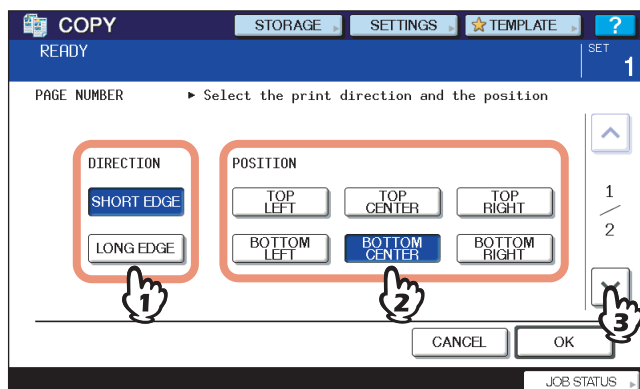 COPY STORAGE SETTINGS TEMPLATE ?
READY SET
1
PAGE NUMBER ► Select the print direction and the position
DIRECTION POSITION
SHORT EDGE TOP LEFT TOP CENTER TOP RIGHT
LONG EDGE BOTTOM LEFT BOTTOM CENTER BOTTOM RIGHT
1
2
1 2 3
CANCEL OK
JOB STATUS